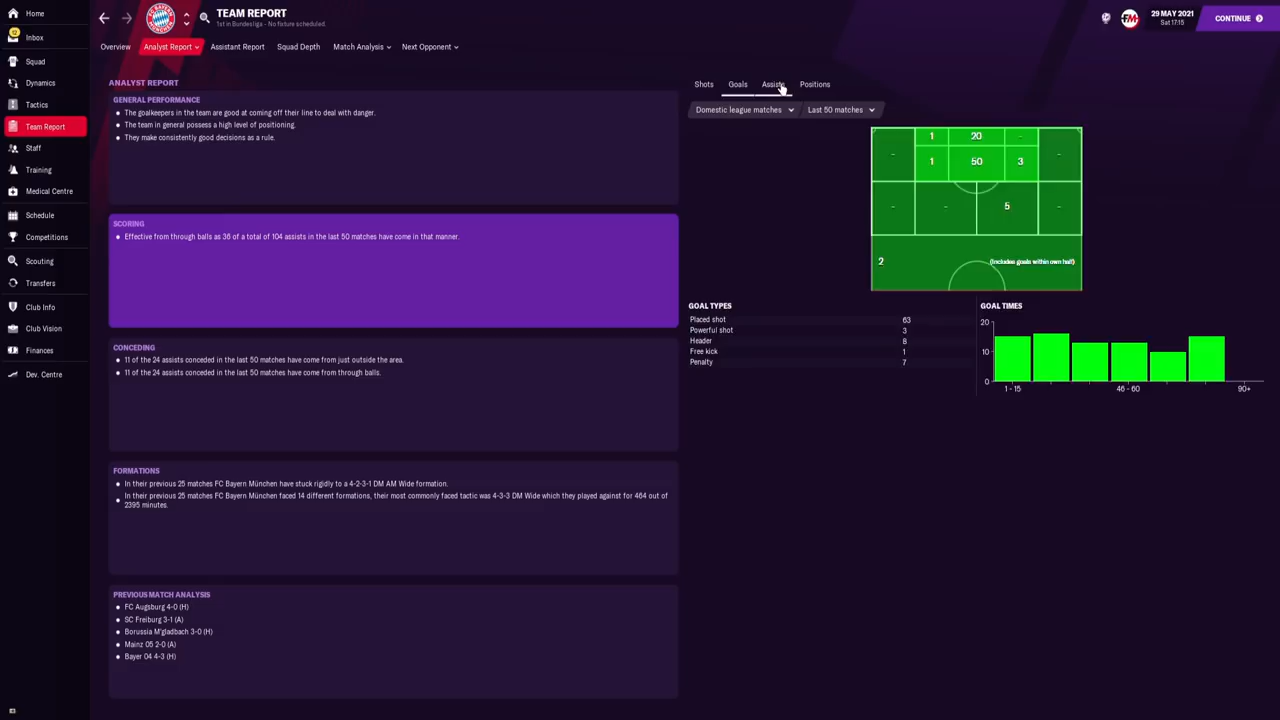 Home
Inbox
Squad
Dynamics
Tactics
Team Report
Staff
Training
Medical Centre
Schedule
Competitions
Scouting
Transfers
Club Info
Club Vision
Finances
Dev. Centre
TEAM REPORT
1st in Bundesliga - No fixture scheduled.
FM
29 MAY 2021
Sat 17:15
CONTINUE
Overview
Analyst Report
Assistant Report
Squad Depth
Match Analysis
Next Opponent
ANALYST REPORT
GENERAL PERFORMANCE
The goalkeepers in the team are good at coming off their line to deal with danger.
The team in general possess a high level of positioning.
They make consistently good decisions as a rule.
SCORING
Effective from through balls as 36 of a total of 104 assists in the last 50 matches have come in that manner.
CONCEDING
11 of the 24 assists conceded in the last 50 matches have come from just outside the area.
11 of the 24 assists conceded in the last 50 matches have come from through balls.
FORMATIONS
In their previous 25 matches FC Bayern München have stuck rigidly to a 4-2-3-1 DM AM Wide formation.
In their previous 25 matches FC Bayern München faced 14 different formations, their most commonly faced tactic was 4-3-3 DM Wide which they played against for 464 out of
2395 minutes.
PREVIOUS MATCH ANALYSIS
FC Augsburg 4-0 (H)
SC Freiburg 3-1 (A)
Borussia M'gladbach 3-0 (H)
Mainz 05 2-0 (A)
Bayer 04 4-3 (H)
Shots
Goals
Assists
Positions
Domestic league matches
Last 50 matches
- 1 20 - -
1 50 3
- - 5 -
2 (Includes goals within own half)
GOAL TYPES
Placed shot 63
Powerful shot 3
Header 8
Free kick 1
Penalty 7
GOAL TIMES
20
10
0
1 - 15 46 - 60 90+